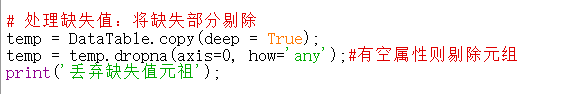 # 处理缺失值：将缺失部分剔除
temp = DataTable.copy(deep = True);
temp = temp.dropna(axis=0, how='any');#有空属性则剔除元组
print('丢弃缺失值元祖');